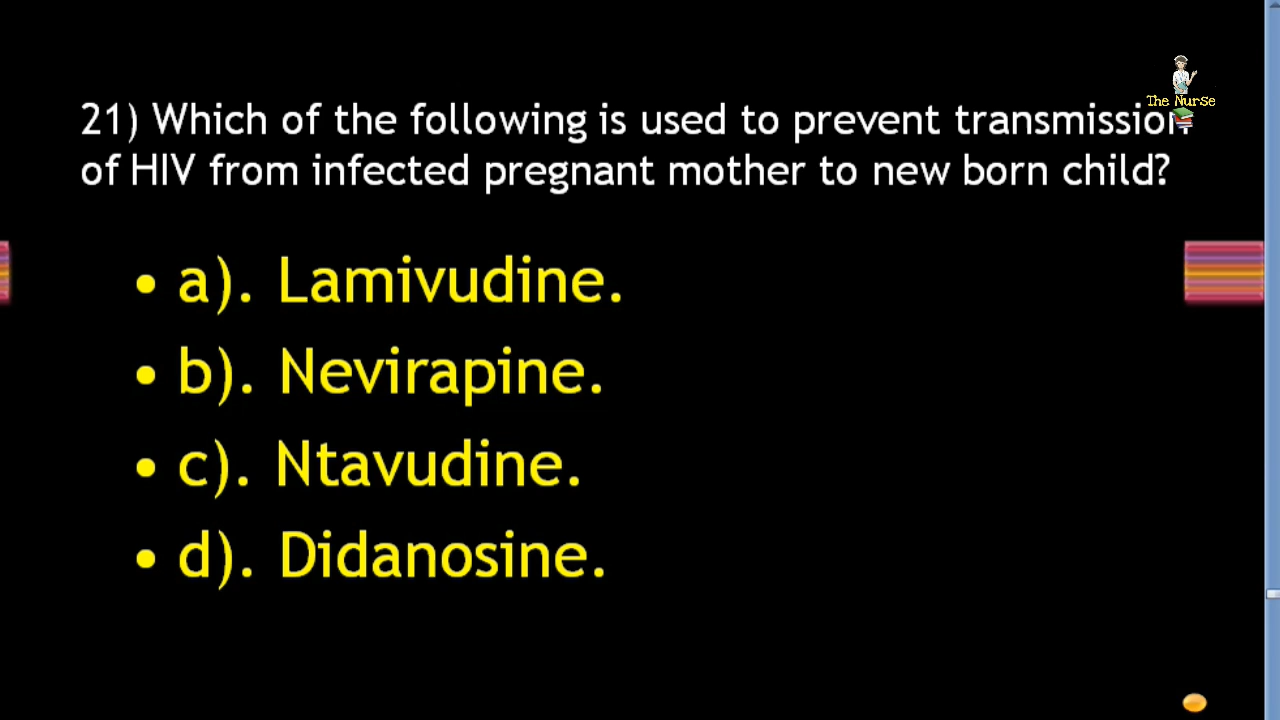 The Nurse
21) Which of the following is used to prevent transmission
of HIV from infected pregnant mother to new born child?
• a). Lamivudine.
• b). Nevirapine.
• c). Ntavudine.
• d). Didanosine.